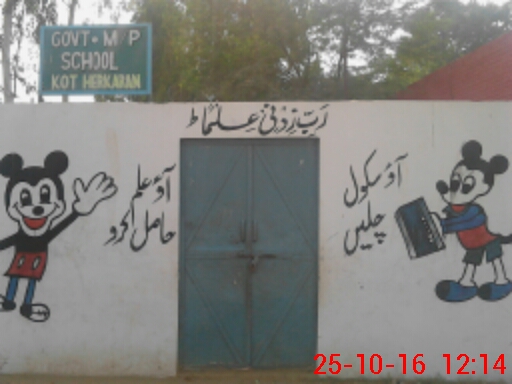 GOVT • M/P
SCHOOL
KOT HERKARAN
رَبِّ زِدْنِیْ عِلْمًا ط
آؤ علم
حاصل کرو
آؤ سکول
چلیں
25-10-16 12:14